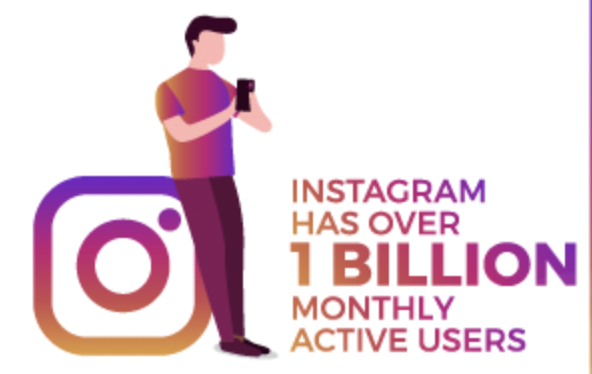 INSTAGRAM
HAS OVER
1 BILLION
MONTHLY
ACTIVE USERS